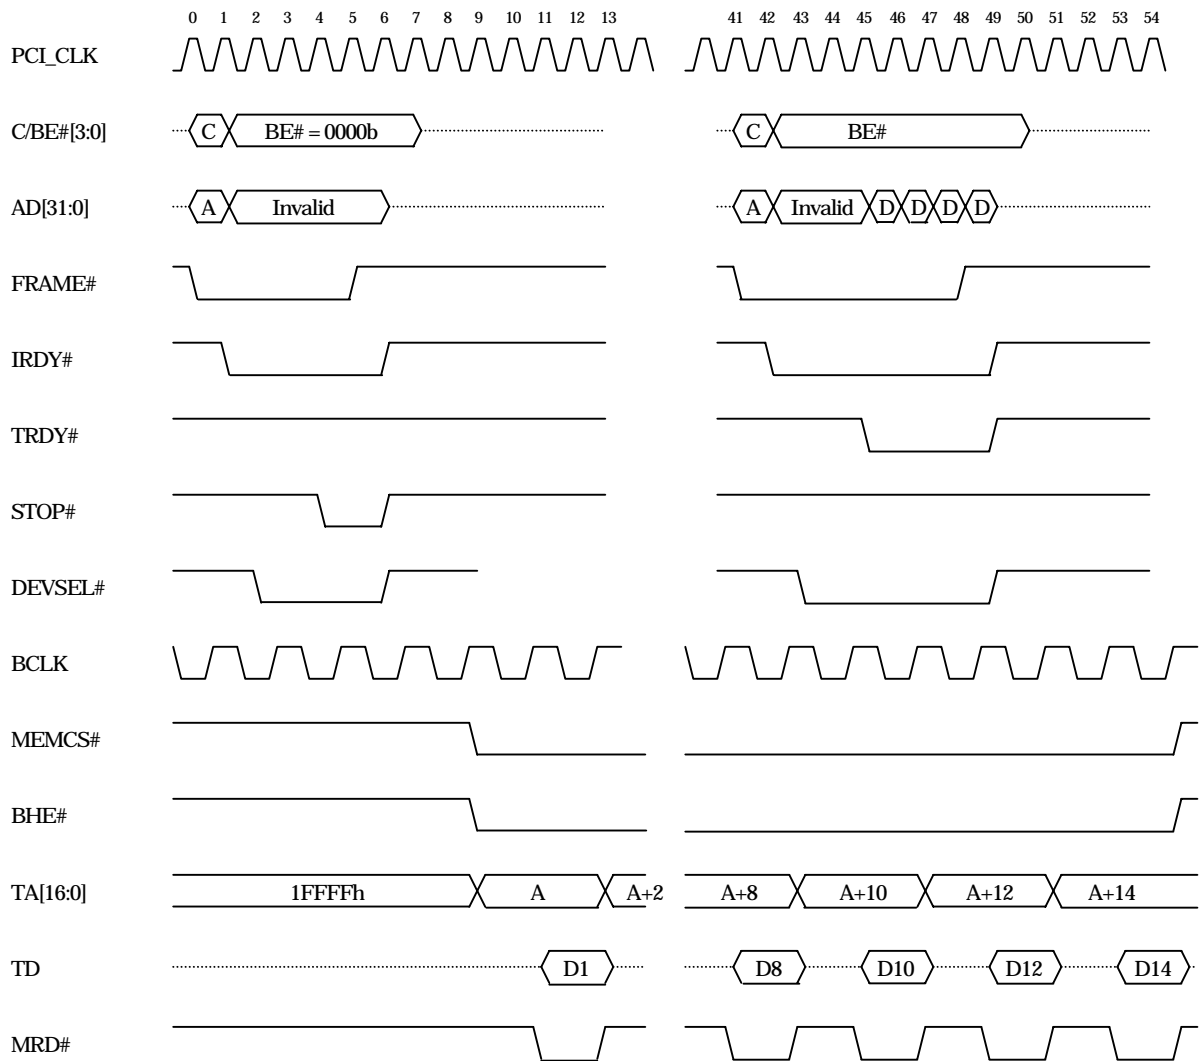 0 1 2 3 4 5 6 7 8 9 10 11 12 13 41 42 43 44 45 46 47 48 49 50 51 52 53 54
PCI_CLK
C/BE#[3:0] C BE# = 0000b C BE#
AD[31:0] A Invalid A Invalid D D D D
FRAME#
IRDY#
TRDY#
STOP#
DEVSEL#
BCLK
MEMCS#
BHE#
TA[16:0] 1FFFFh A A+2 A+8 A+10 A+12 A+14
TD D1 D8 D10 D12 D14
MRD#